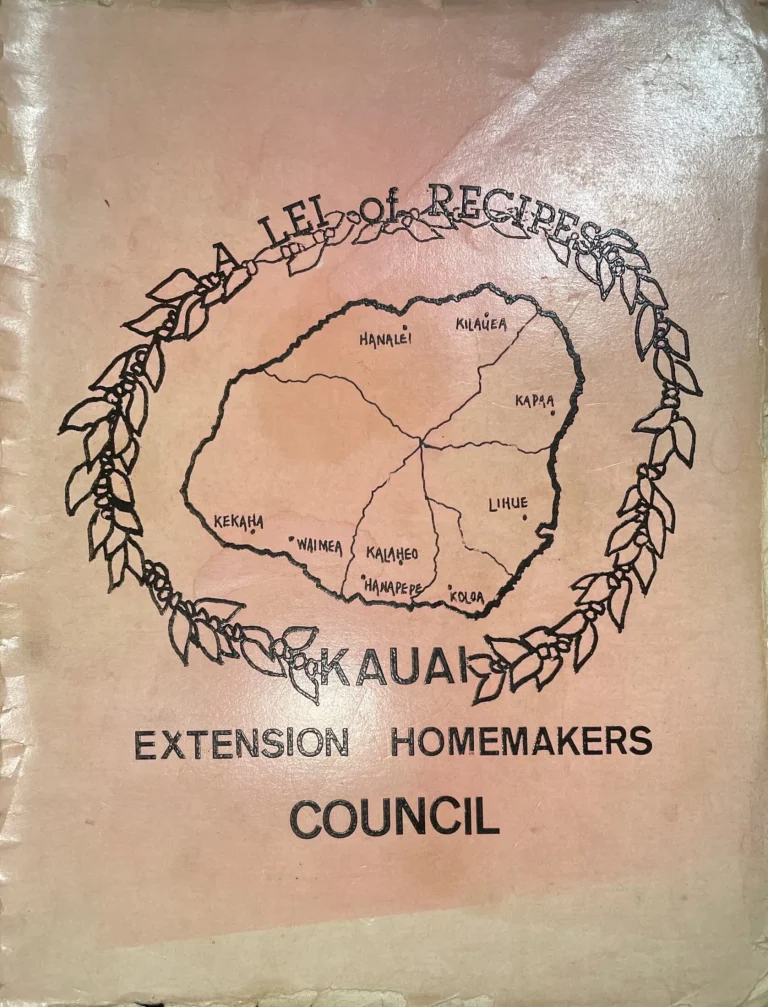 A LEI of RECIPES
HANALEI
KILAUEA
KAPAA
LIHUE
KEKAHA
WAIMEA
KALAHEO
HANAPEPE
KOLOA
KAUAI
EXTENSION HOMEMAKERS
COUNCIL